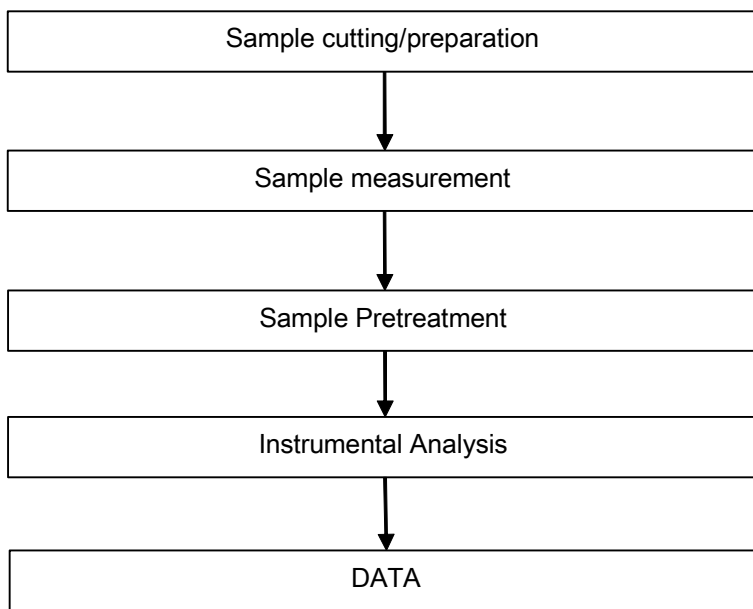 Sample cutting/preparation
Sample measurement
Sample Pretreatment
Instrumental Analysis
DATA